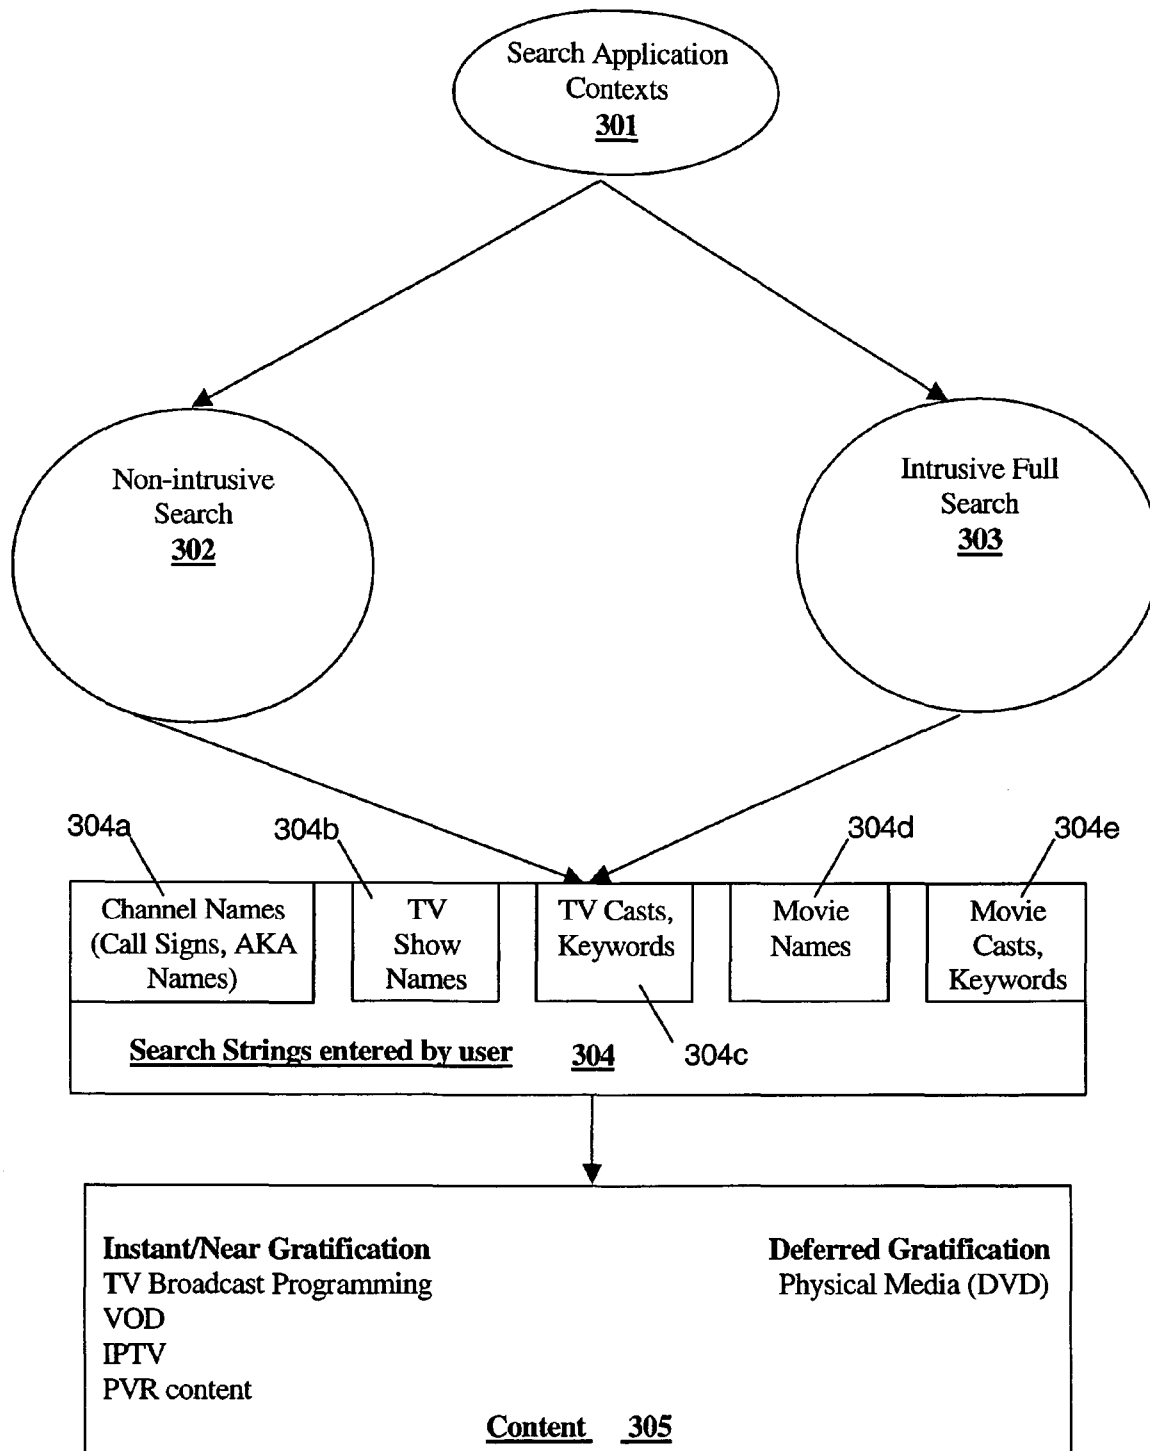 Search Application
Contexts
301
Non-intrusive
Search
302
Intrusive Full
Search
303
304a
304b
304d
304e
Channel Names
(Call Signs, AKA
Names)
TV
Show
Names
TV Casts,
Keywords
Movie
Names
Movie
Casts,
Keywords
Search Strings entered by user 304
304c
Instant/Near Gratification
TV Broadcast Programming
VOD
IPTV
PVR content
Deferred Gratification
Physical Media (DVD)
Content 305